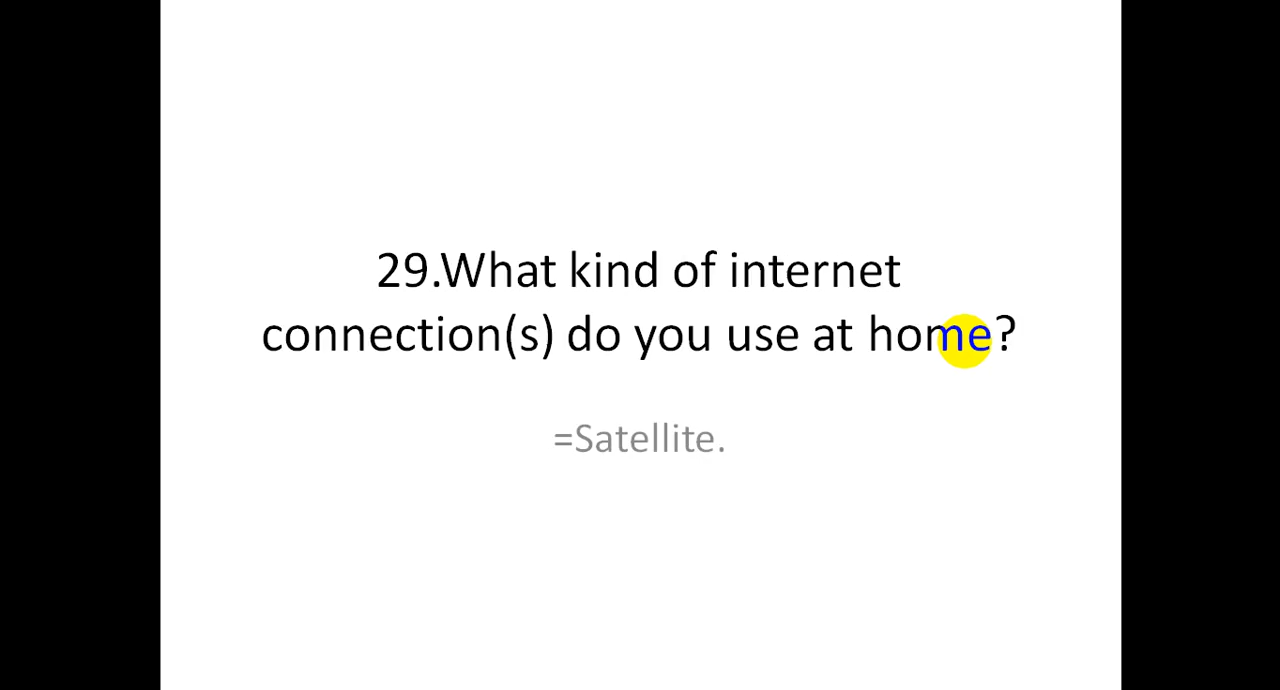 29.What kind of internet
connection(s) do you use at home?
=Satellite.